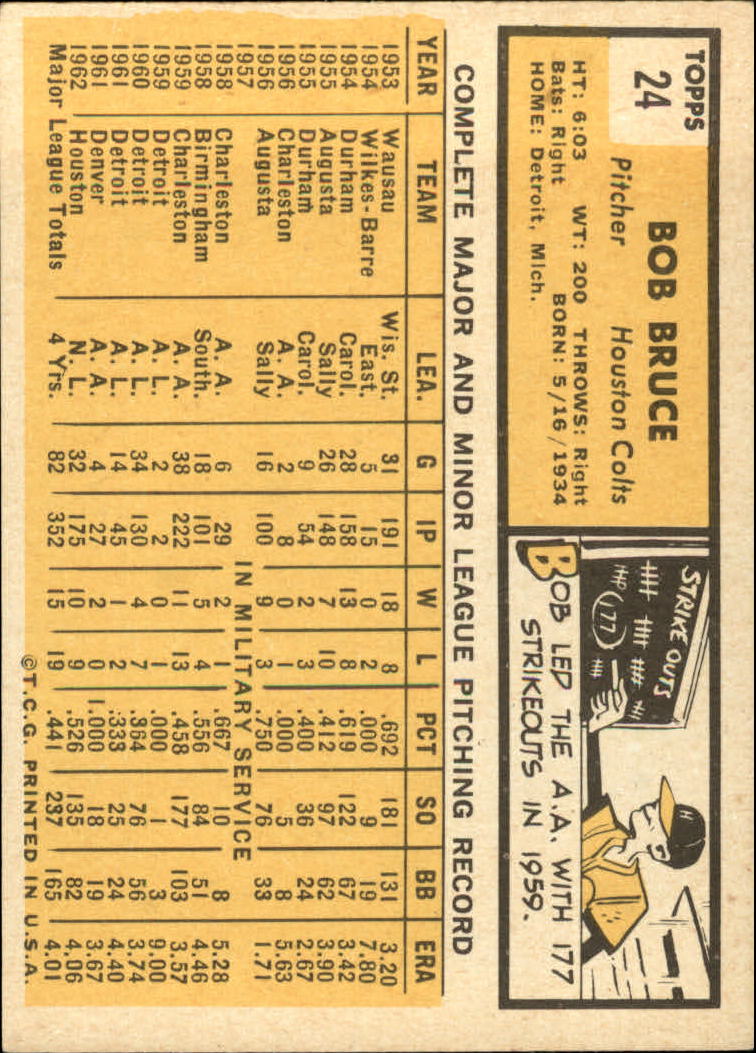 TOPPS
24
BOB BRUCE
Pitcher Houston Colts
HT: 6:03 WT: 200 THROWS: Right
Bats: Right BORN: 5/16/1934
HOME: Detroit, Mich.
STRIKE OUTS
177
BOB LED THE A.A. WITH 177
STRIKEOUTS IN 1959.
COMPLETE MAJOR AND MINOR LEAGUE PITCHING RECORD
YEAR TEAM LEA. G IP W L PCT SO BB ERA
1953 Wausau Wis. St. 31 191 18 8 .692 181 131 3.20
1954 Wilkes-Barre East. 5 15 0 2 .000 9 19 7.80
1954 Durham Carol. 28 158 13 8 .619 122 67 3.42
1955 Augusta Sally 26 148 7 10 .412 97 62 3.90
1955 Durham Carol. 9 54 2 3 .400 36 24 2.67
1956 Charleston A. A. 2 8 0 1 .000 5 8 5.63
1956 Augusta Sally 16 100 9 3 .750 76 33 1.71
1957 IN MILITARY SERVICE
1958 Charleston A. A. 6 29 2 1 .667 10 8 5.28
1958 Birmingham South. 18 101 5 4 .556 84 51 4.46
1959 Charleston A. A. 38 222 11 13 .458 177 103 3.57
1959 Detroit A. L. 2 2 0 1 .000 1 3 9.00
1960 Detroit A. L. 34 130 4 7 .364 76 56 3.74
1961 Detroit A. L. 14 45 1 2 .333 25 24 4.40
1961 Denver A. A. 4 27 2 0 1.000 18 19 3.67
1962 Houston N. L. 32 175 10 9 .526 135 82 4.06
Major League Totals 4 Yrs. 82 352 15 19 .441 237 165 4.01
©T.C.G. PRINTED IN U.S.A.